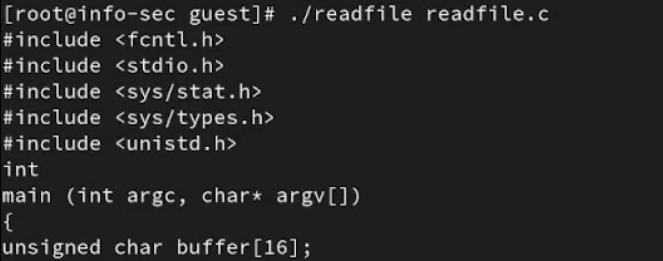 [root@info-sec guest]# ./readfile readfile.c
#include <fcntl.h>
#include <stdio.h>
#include <sys/stat.h>
#include <sys/types.h>
#include <unistd.h>
int
main (int argc, char* argv[])
{
unsigned char buffer[16];